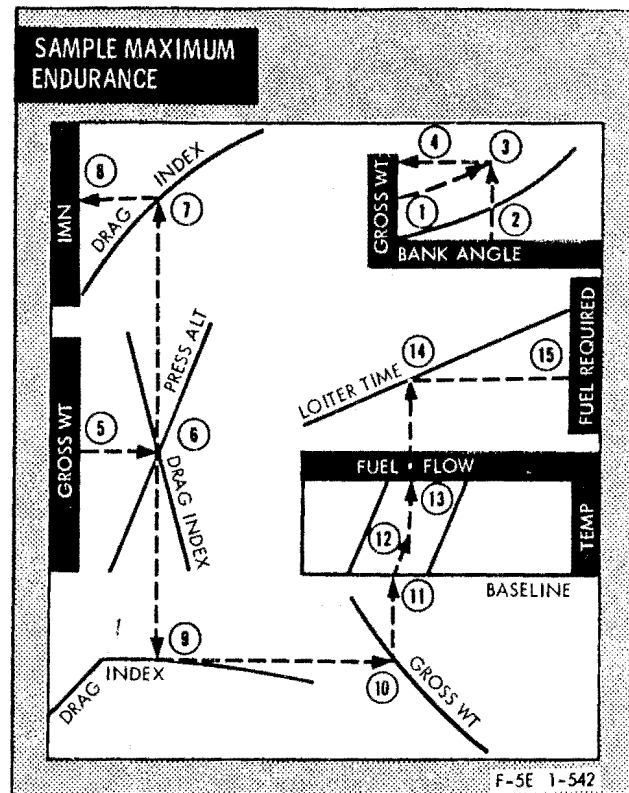 SAMPLE MAXIMUM
ENDURANCE
IMN
8
INDEX
DRAG
7
GROSS WT
4
3
1
2
BANK ANGLE
GROSS WT
5
PRESS ALT
6
DRAG INDEX
LOITER TIME
14
15
FUEL REQUIRED
FUEL FLOW
13
12
TEMP
11
BASELINE
9
INDEX
DRAG
10
GROSS WT
F-5E 1-542